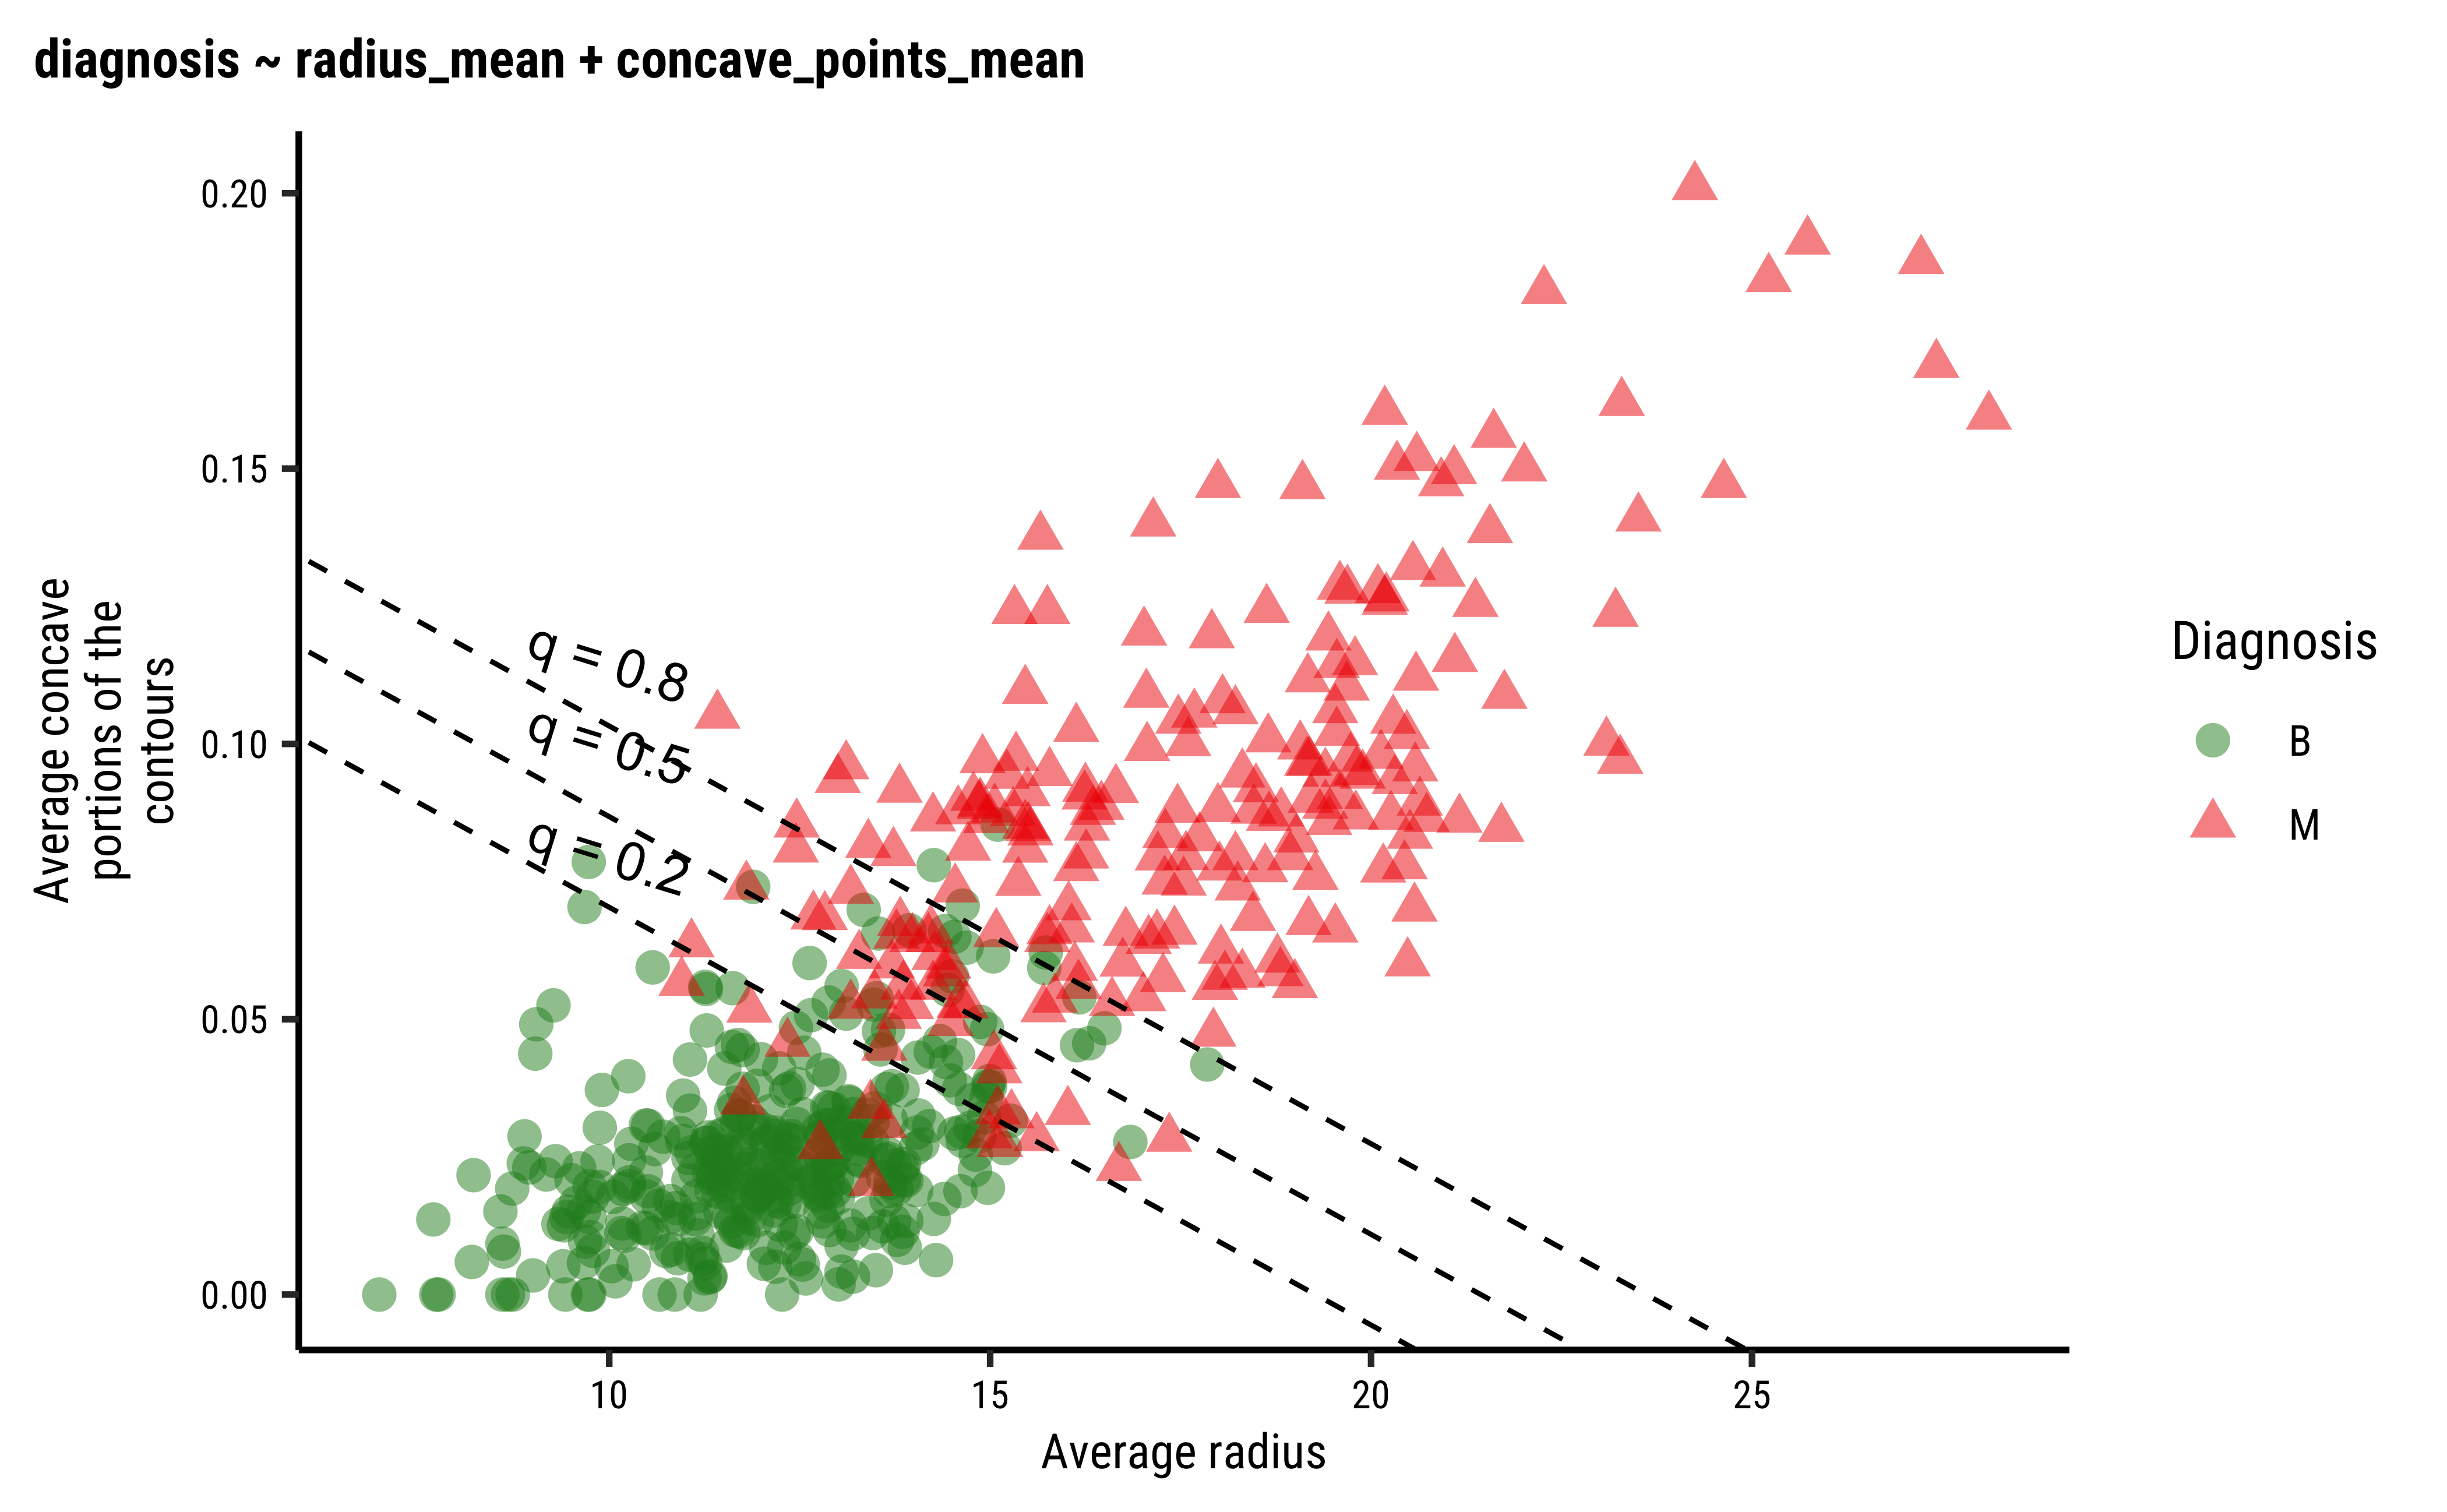 diagnosis ~ radius_mean + concave_points_mean
Average concave
portions of the
contours
0.20
0.15
0.10
0.05
0.00
q = 0.8
q = 0.5
q = 0.2
10
15
20
25
Average radius
Diagnosis
B
M